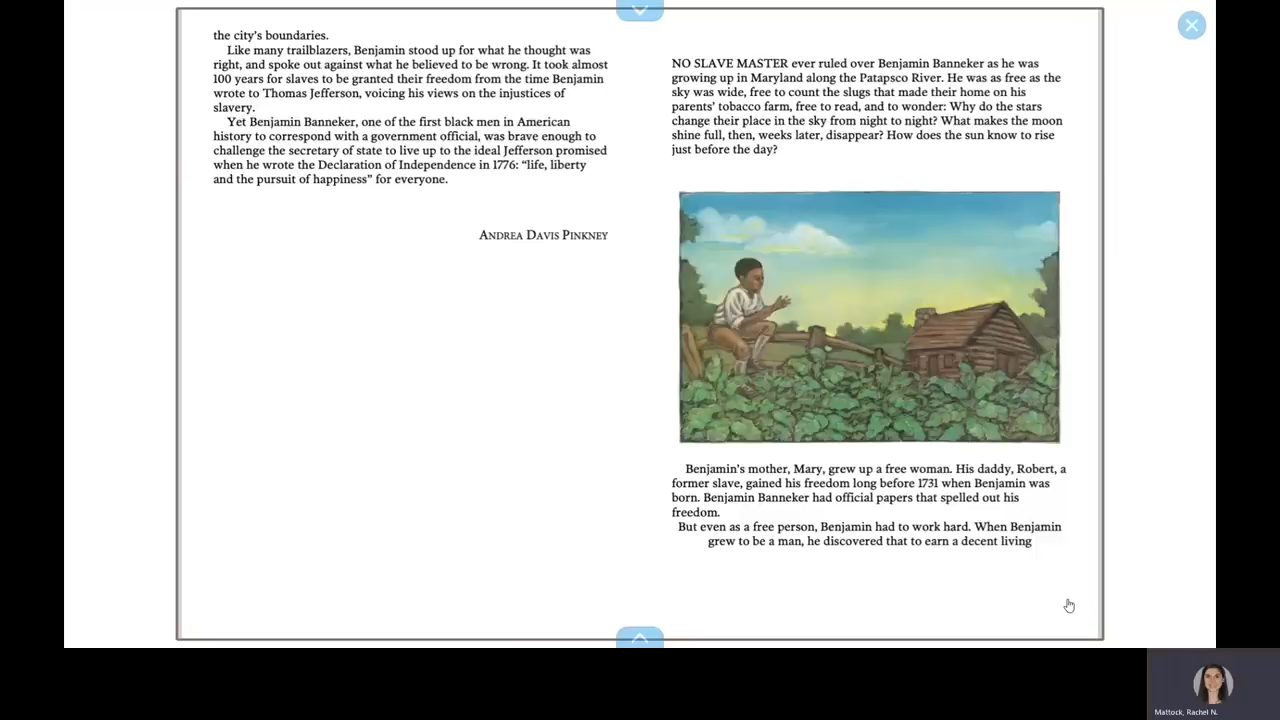 the city's boundaries.
Like many trailblazers, Benjamin stood up for what he thought was
right, and spoke out against what he believed to be wrong. It took almost
100 years for slaves to be granted their freedom from the time Benjamin
wrote to Thomas Jefferson, voicing his views on the injustices of
slavery.
Yet Benjamin Banneker, one of the first black men in American
history to correspond with a government official, was brave enough to
challenge the secretary of state to live up to the ideal Jefferson promised
when he wrote the Declaration of Independence in 1776: “life, liberty
and the pursuit of happiness” for everyone.
ANDREA DAVIS PINKNEY
NO SLAVE MASTER ever ruled over Benjamin Banneker as he was
growing up in Maryland along the Patapsco River. He was as free as the
sky was wide, free to count the slugs that made their home on his
parents' tobacco farm, free to read, and to wonder: Why do the stars
change their place in the sky from night to night? What makes the moon
shine full, then, weeks later, disappear? How does the sun know to rise
just before the day?
Benjamin's mother, Mary, grew up a free woman. His daddy, Robert, a
former slave, gained his freedom long before 1731 when Benjamin was
born. Benjamin Banneker had official papers that spelled out his
freedom.
But even as a free person, Benjamin had to work hard. When Benjamin
grew to be a man, he discovered that to earn a decent living
Mattock, Rachel N.